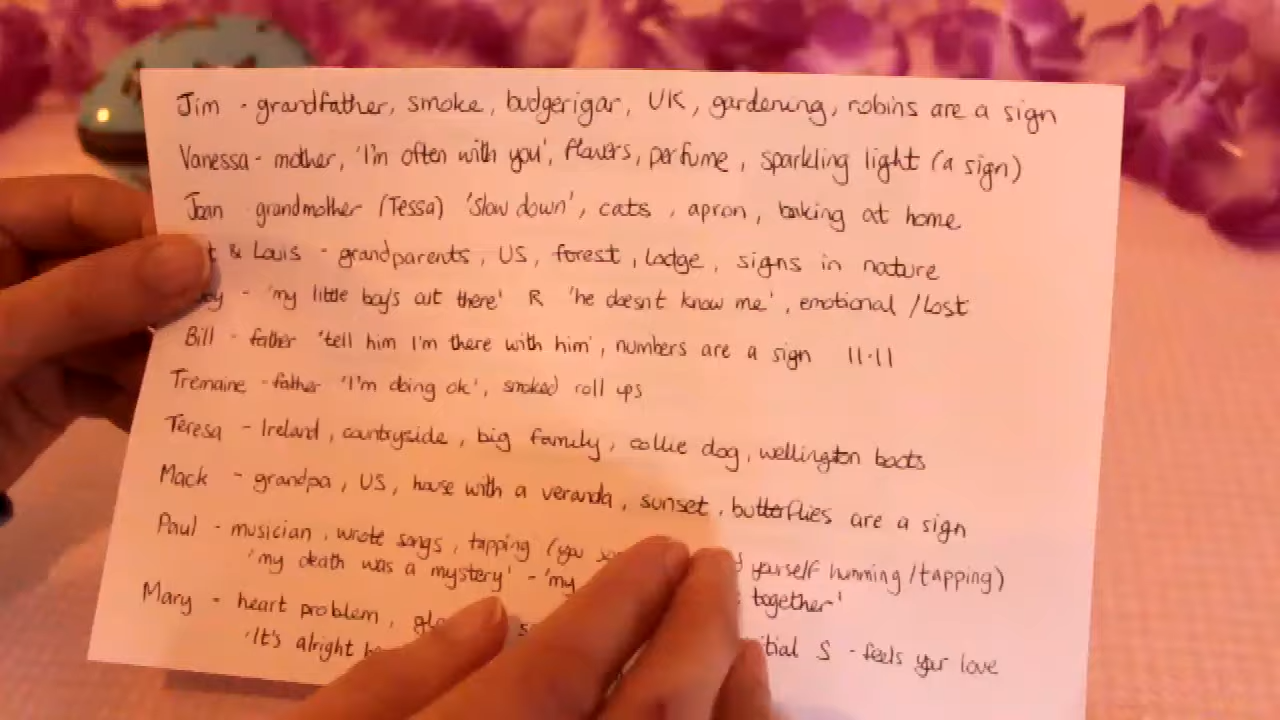 Jim - grandfather, smoke, budgerigar, UK, gardening, robins are a sign
Vanessa - mother, 'I'm often with you', flowers, perfume, sparkling light (a sign)
Joan grandmother (Tessa) 'slow down', cats, apron, baking at home
& Louis - grandparents, US, forest, lodge, signs in nature
- 'my little boy's out there' R 'he doesn't know me', emotional/lost
Bill - father 'tell him I'm there with him', numbers are a sign 11.11
Tremaine - father 'I'm doing ok', smoked roll ups
Teresa - Ireland, countryside, big family, collie dog, wellington boots
Mack - grandpa, US, house with a veranda, sunset, butterflies are a sign
Paul - musician, wrote songs, tapping (you yourself humming/tapping)
'my death was a mystery' - 'my together'
Mary - heart problem, S - feels your love
'It's alright